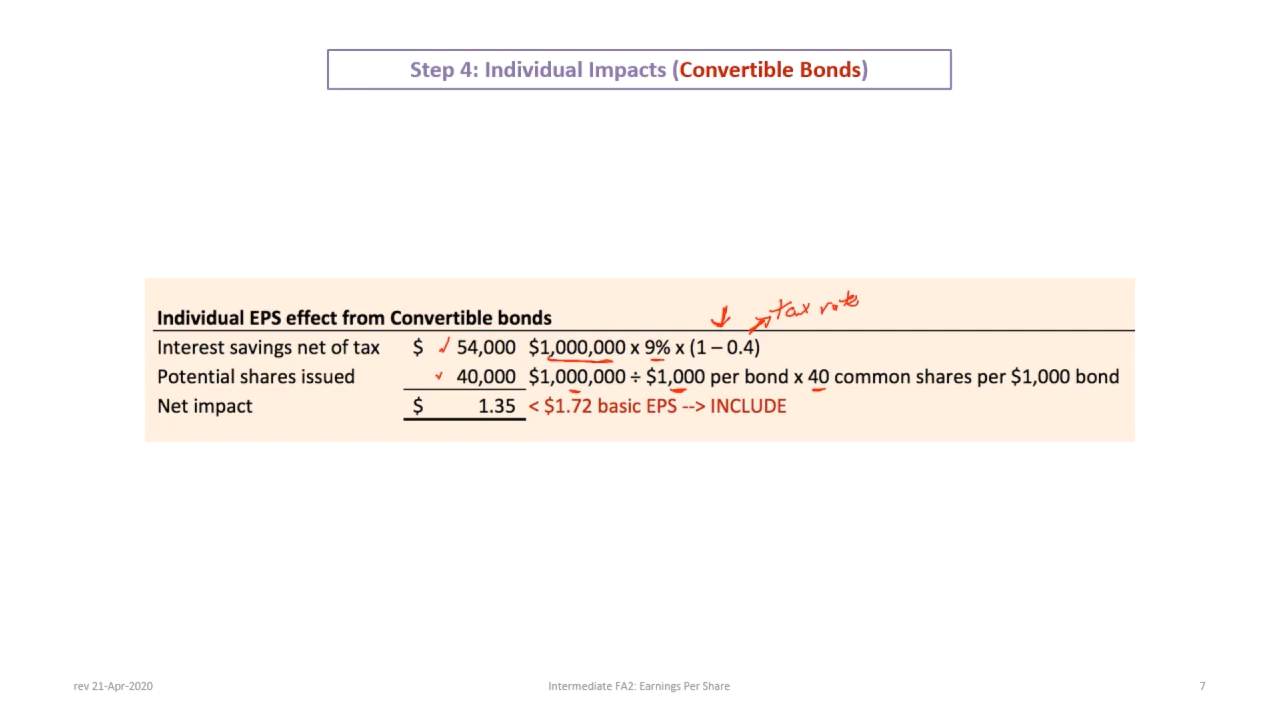 Step 4: Individual Impacts (Convertible Bonds)
tax rate
Individual EPS effect from Convertible bonds
Interest savings net of tax $ 54,000 $1,000,000 x 9% x (1 – 0.4)
Potential shares issued 40,000 $1,000,000 ÷ $1,000 per bond x 40 common shares per $1,000 bond
Net impact $ 1.35 < $1.72 basic EPS --> INCLUDE
rev 21-Apr-2020 Intermediate FA2: Earnings Per Share 7